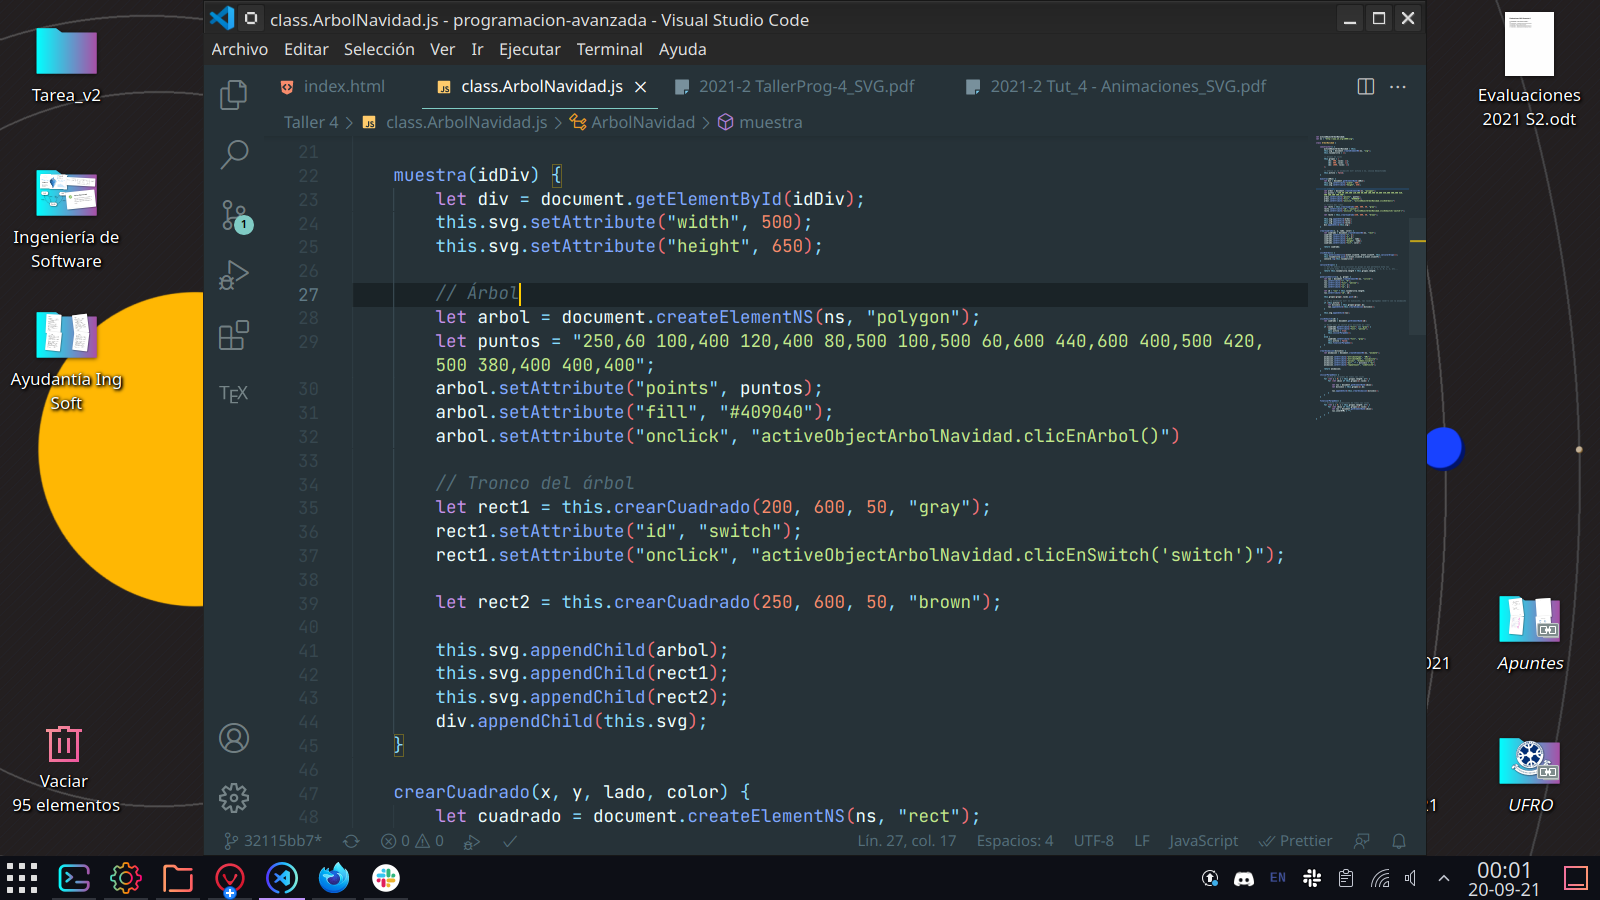 class.ArbolNavidad.js - programacion-avanzada - Visual Studio Code
Archivo Editar Selección Ver Ir Ejecutar Terminal Ayuda
index.html class.ArbolNavidad.js 2021-2 TallerProg-4_SVG.pdf 2021-2 Tut_4 - Animaciones_SVG.pdf
Taller 4 > JS class.ArbolNavidad.js > ArbolNavidad > muestra
21
22 muestra(idDiv) {
23 let div = document.getElementById(idDiv);
24 this.svg.setAttribute("width", 500);
25 this.svg.setAttribute("height", 650);
26
27 // Árbol
28 let arbol = document.createElementNS(ns, "polygon");
29 let puntos = "250,60 100,400 120,400 80,500 100,500 60,600 440,600 400,500 420,
500 380,400 400,400";
30 arbol.setAttribute("points", puntos);
31 arbol.setAttribute("fill", "#409040");
32 arbol.setAttribute("onclick", "activeObjectArbolNavidad.clicEnArbol()")
33
34 // Tronco del árbol
35 let rect1 = this.crearCuadrado(200, 600, 50, "gray");
36 rect1.setAttribute("id", "switch");
37 rect1.setAttribute("onclick", "activeObjectArbolNavidad.clicEnSwitch('switch')");
38
39 let rect2 = this.crearCuadrado(250, 600, 50, "brown");
40
41 this.svg.appendChild(arbol);
42 this.svg.appendChild(rect1);
43 this.svg.appendChild(rect2);
44 div.appendChild(this.svg);
45 }
46
47 crearCuadrado(x, y, lado, color) {
48 let cuadrado = document.createElementNS(ns, "rect");
1
TEX
32115bb7* 0 0 Lín. 27, col. 17 Espacios: 4 UTF-8 LF JavaScript Prettier
Tarea_v2
Ingeniería de
Software
Ayudantía Ing
Soft
Vaciar
95 elementos
Evaluaciones
2021 S2.odt
021
Apuntes
1
UFRO
EN
00:01
20-09-21